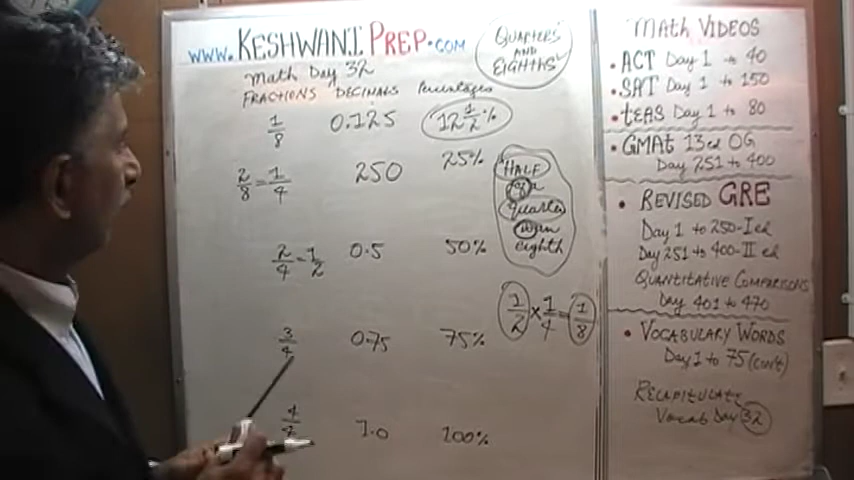 www.KESHWANI PREP.COM
Math Day 32
FRACTIONS DECIMALS Percentages
1/8 0.125 12 1/2 %
2/8 = 1/4 250 25%
2/4 = 1/2 0.5 50%
3/4 0.75 75%
4/4 1.0 100%
QUARTERS
AND
EIGHTHS
HALF
of a
Quarter
is an
eighth
1/2 x 1/4 = 1/8
Math VIDEOS
• ACT Day 1 → 40
• SAT Day 1 → 150
• tEAS Day 1 to 80
• GMAt 13 ed OG
Day 251 → 400
• REVISED GRE
Day 1 to 250-I ed
Day 251 to 400-II ed
QUANTITATIVE COMPARISONS
Day 401 to 470
• VOCABULARY WORDS
Day 1 to 75 (con't)
RECAPITULATE
Vocab Day 32